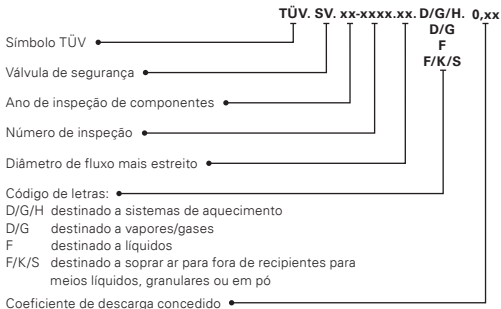 TÜV. SV. xx-xxxx.xx. D/G/H. 0,xx
D/G
F
F/K/S
Símbolo TÜV
Válvula de segurança
Ano de inspeção de componentes
Número de inspeção
Diâmetro de fluxo mais estreito
Código de letras:
D/G/H destinado a sistemas de aquecimento
D/G destinado a vapores/gases
F destinado a líquidos
F/K/S destinado a soprar ar para fora de recipientes para
meios líquidos, granulares ou em pó
Coeficiente de descarga concedido